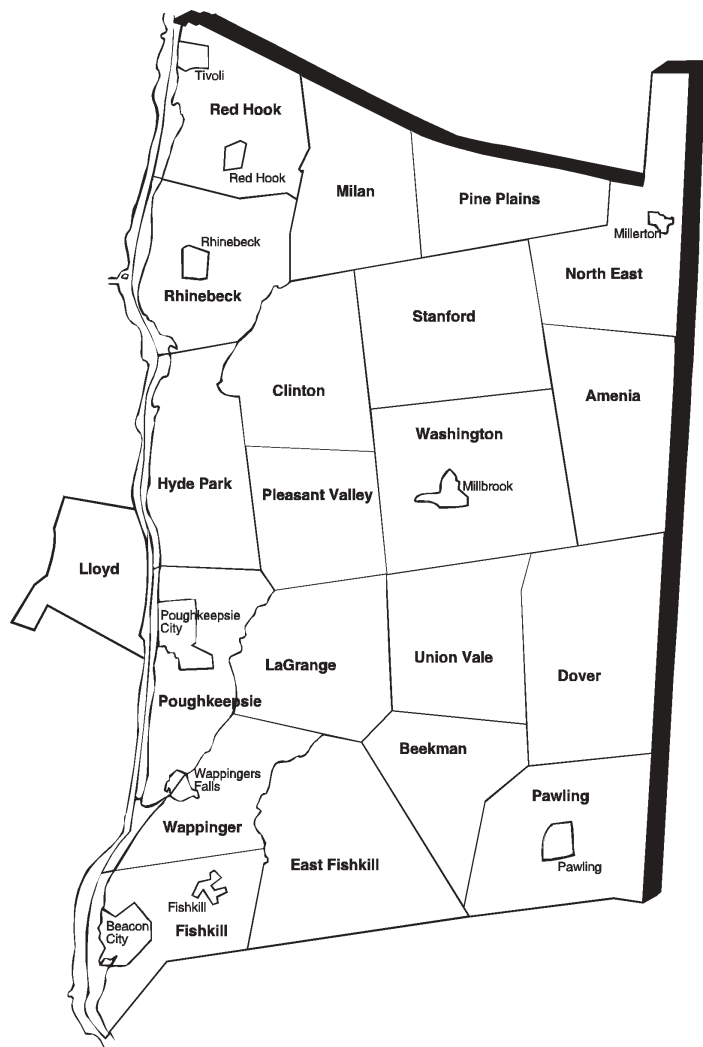 Tivoli
Red Hook
Red Hook
Milan
Pine Plains
Rhinebeck
Rhinebeck
Millerton
North East
Stanford
Clinton
Amenia
Washington
Millbrook
Hyde Park
Pleasant Valley
Lloyd
Poughkeepsie
City
LaGrange
Union Vale
Dover
Poughkeepsie
Beekman
Wappingers
Falls
Pawling
Wappinger
East Fishkill
Pawling
Fishkill
Beacon
City
Fishkill